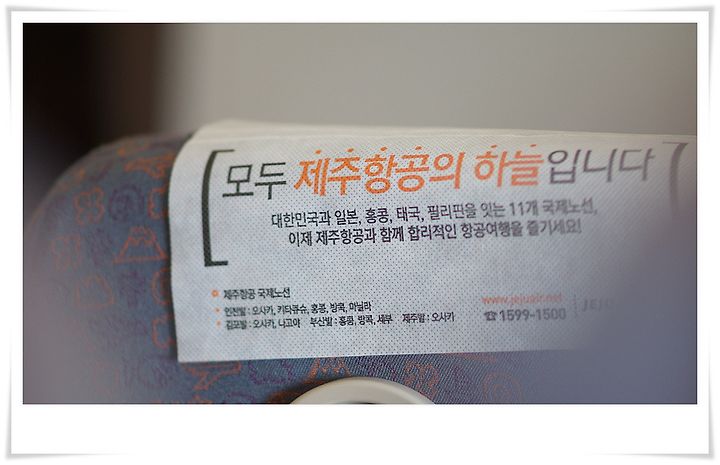 [모두 제주항공의 하늘입니다]
대한민국과 일본, 홍콩, 태국, 필리핀을 잇는 11개 국제노선,
이제 제주항공과 함께 합리적인 항공여행을 즐기세요!
제주항공 국제노선
인천발 : 오사카, 키타큐슈, 홍콩, 방콕, 마닐라
김포발 : 오사카, 나고야 부산발 : 홍콩, 방콕, 세부 제주발 : 오사카
www.jejuair.net
☎1599-1500
JEJU